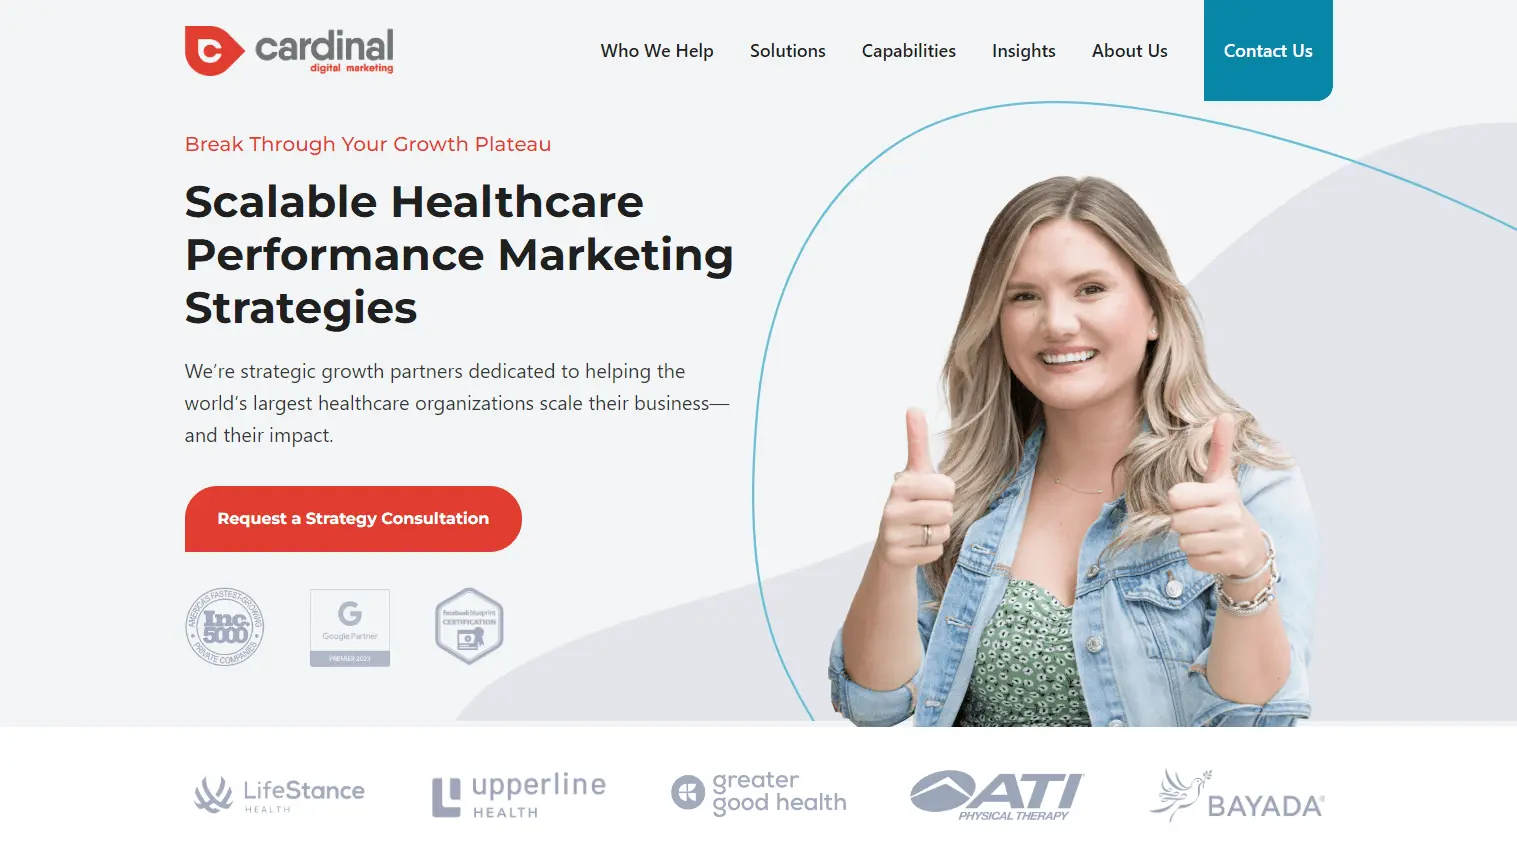 cardinal
digital marketing
Who We Help
Solutions
Capabilities
Insights
About Us
Contact Us
Break Through Your Growth Plateau
Scalable Healthcare
Performance Marketing
Strategies
We’re strategic growth partners dedicated to helping the
world’s largest healthcare organizations scale their business—
and their impact.
Request a Strategy Consultation
AMERICA'S FASTEST-GROWING
Inc.
5000
PRIVATE COMPANIES
G
Google Partner
PREMIER 2023
facebook blueprint
CERTIFICATION
LifeStance
HEALTH
upperline
HEALTH
greater
good health
ATI
PHYSICAL THERAPY
BAYADA®